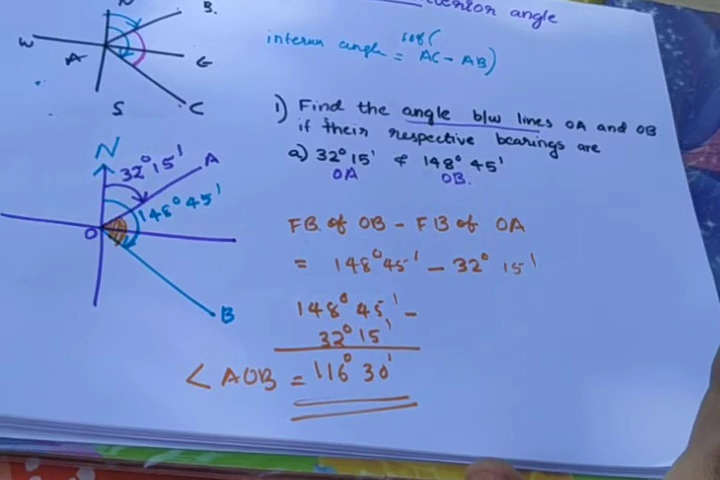 angle
B.
W
A
G
S
C
interun angle = AC - AB)
1) Find the angle b/w lines OA and OB
if their respective bearings are
a) 32°15' & 148°45'
OA OB.
N
32°15'
A
148°45'
O
B
FB of OB - FB of OA
= 148°45' - 32°15'
148°45' -
32°15'
∠AOB = 116°30'